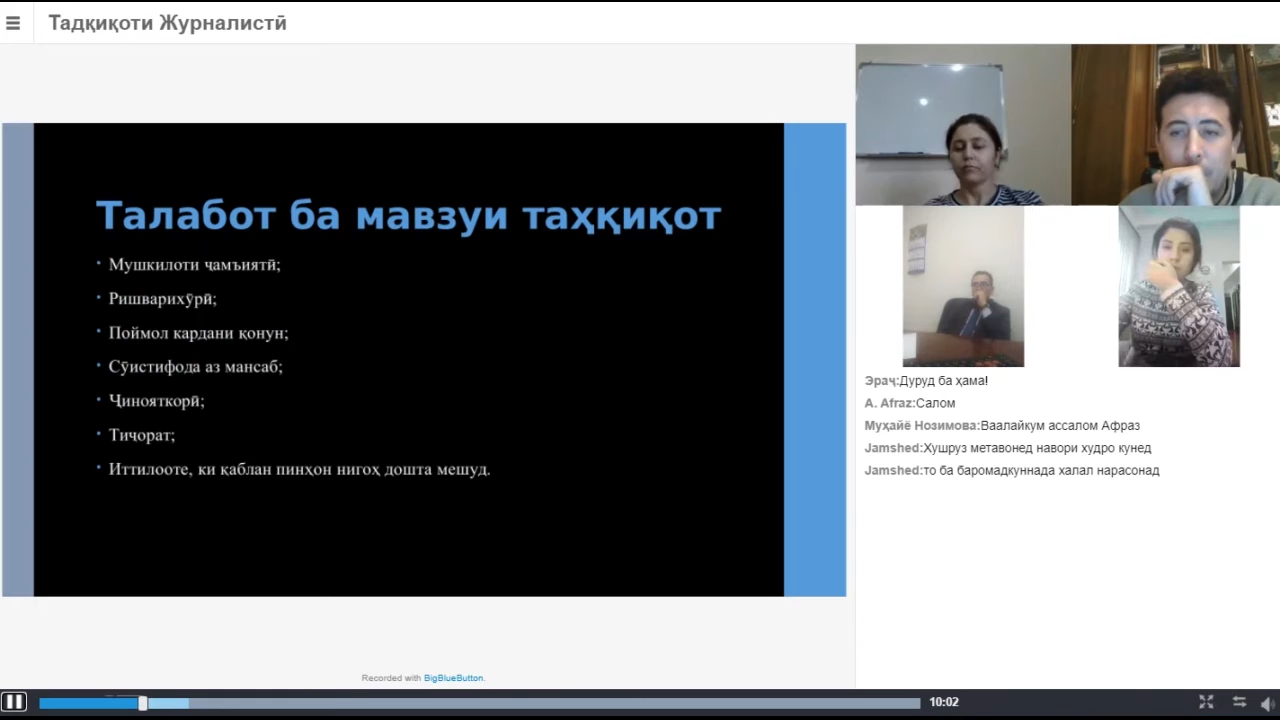 Тадқиқоти Журналистӣ
Талабот ба мавзуи таҳқиқот
• Мушкилоти ҷамъиятӣ;
• Ришварихӯрӣ;
• Поймол кардани қонун;
• Сӯистифода аз мансаб;
• Ҷинояткорӣ;
• Тиҷорат;
• Иттилооте, ки қаблан пинҳон нигоҳ дошта мешуд.
Эраҷ:Дуруд ба ҳама!
A. Afraz:Салом
Муҳайё Нозимова:Ваалайкум ассалом Афраз
Jamshed:Хушруз метавонед навори худро кунед
Jamshed:то ба баромадкуннада халал нарасонад
Recorded with BigBlueButton.
10:02